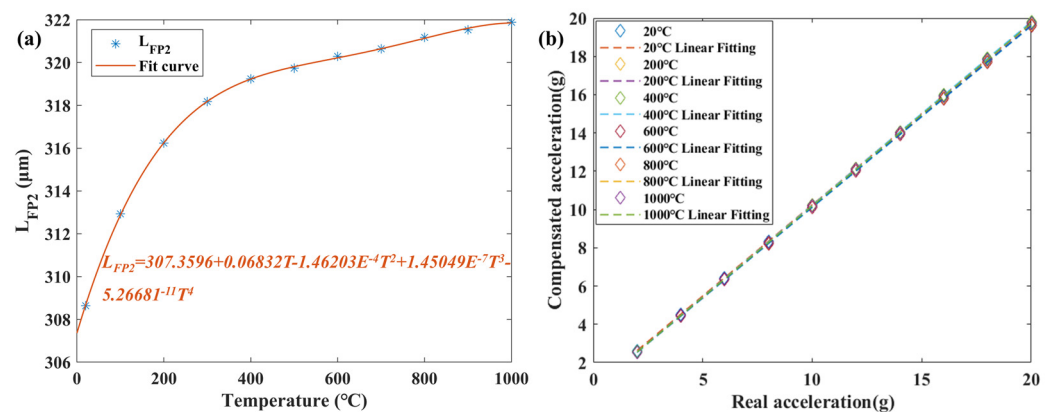 (a)
L_FP2
Fit curve
322
320
318
316
314
312
310
308
306
L_FP2 (μm)
L_FP2=307.3596+0.06832T-1.46203E^-4T^2+1.45049E^-7T^3-
5.26681^-11T^4
0 200 400 600 800 1000
Temperature (℃)
(b)
20℃
20℃ Linear Fitting
200℃
200℃ Linear Fitting
400℃
400℃ Linear Fitting
600℃
600℃ Linear Fitting
800℃
800℃ Linear Fitting
1000℃
1000℃ Linear Fitting
20
18
16
14
12
10
8
6
4
2
Compensated acceleration(g)
0 5 10 15 20
Real acceleration(g)